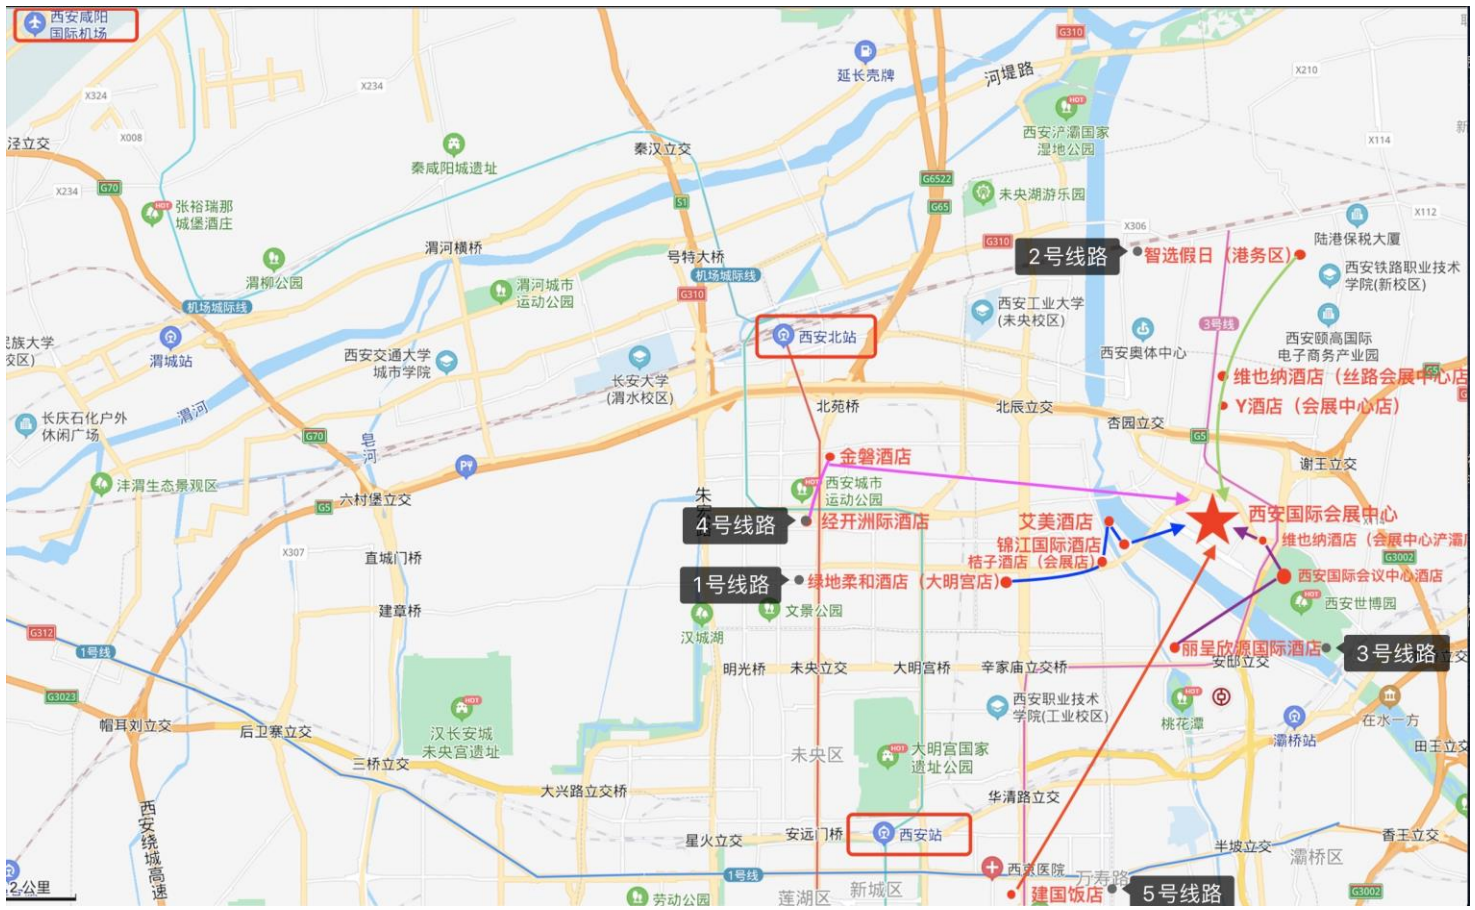 西安咸阳
国际机场
X324
X234
泾立交
X008
X234
G70
张裕瑞那
城堡酒庄
HOT
秦咸阳城遗址
秦汉立交
S1
延长壳牌
G310
河堤路
X210
HOT
西安浐灞国家
湿地公园
X114
G6522
G65
未央湖游乐园
渭河横桥
号特大桥
机场城际线
G310
G310
X306
X112
陆港保税大厦
2号线路
智选假日（港务区）
西安铁路职业技术
学院(新校区)
渭柳公园
渭河城市
运动公园
机场城际线
西安工业大学
(未央校区)
3号线
西安奥体中心
西安颐高国际
电子商务产业园
民族大学
校区)
渭城站
西安交通大学
城市学院
西安北站
长安大学
(渭水校区)
G5
维也纳酒店（丝路会展中心店
Y酒店（会展中心店）
渭河
长庆石化户外
休闲广场
G70
皂
河
北苑桥
北辰立交
杏园立交
G5
谢王立交
金磐酒店
沣渭生态景观区
六村堡立交
G5
HOT
西安城市
运动公园
朱
4号线路
经开洲际酒店
艾美酒店
锦江国际酒店
桔子酒店（会展店）
西安国际会展中心
维也纳酒店（会展中心浐灞
G3002
X307
直城门桥
1号线路
绿地柔和酒店（大明宫店）
西安国际会议中心酒店
HOT
西安世博园
建章桥
汉城湖
文景公园
G312
1号线
明光桥
未央立交
大明宫桥
辛家庙立交桥
丽呈欣源国际酒店
安邸立交
3号线路
立交
G3023
帽耳刘立交
后卫寨立交
HOT
汉长安城
未央宫遗址
三桥立交
西安职业技术
学院(工业校区)
HOT
桃花潭
灞桥站
在水一方
田王立交
未央区
HOT
大明宫国家
遗址公园
大兴路立交桥
华清路立交
西安绕城高速
星火立交
安远门桥
西安站
半坡立交
香王立交
灞桥区
2公里
1号线
西京医院
万寿路
劳动公园
莲湖区
新城区
建国饭店
5号线路
G3002